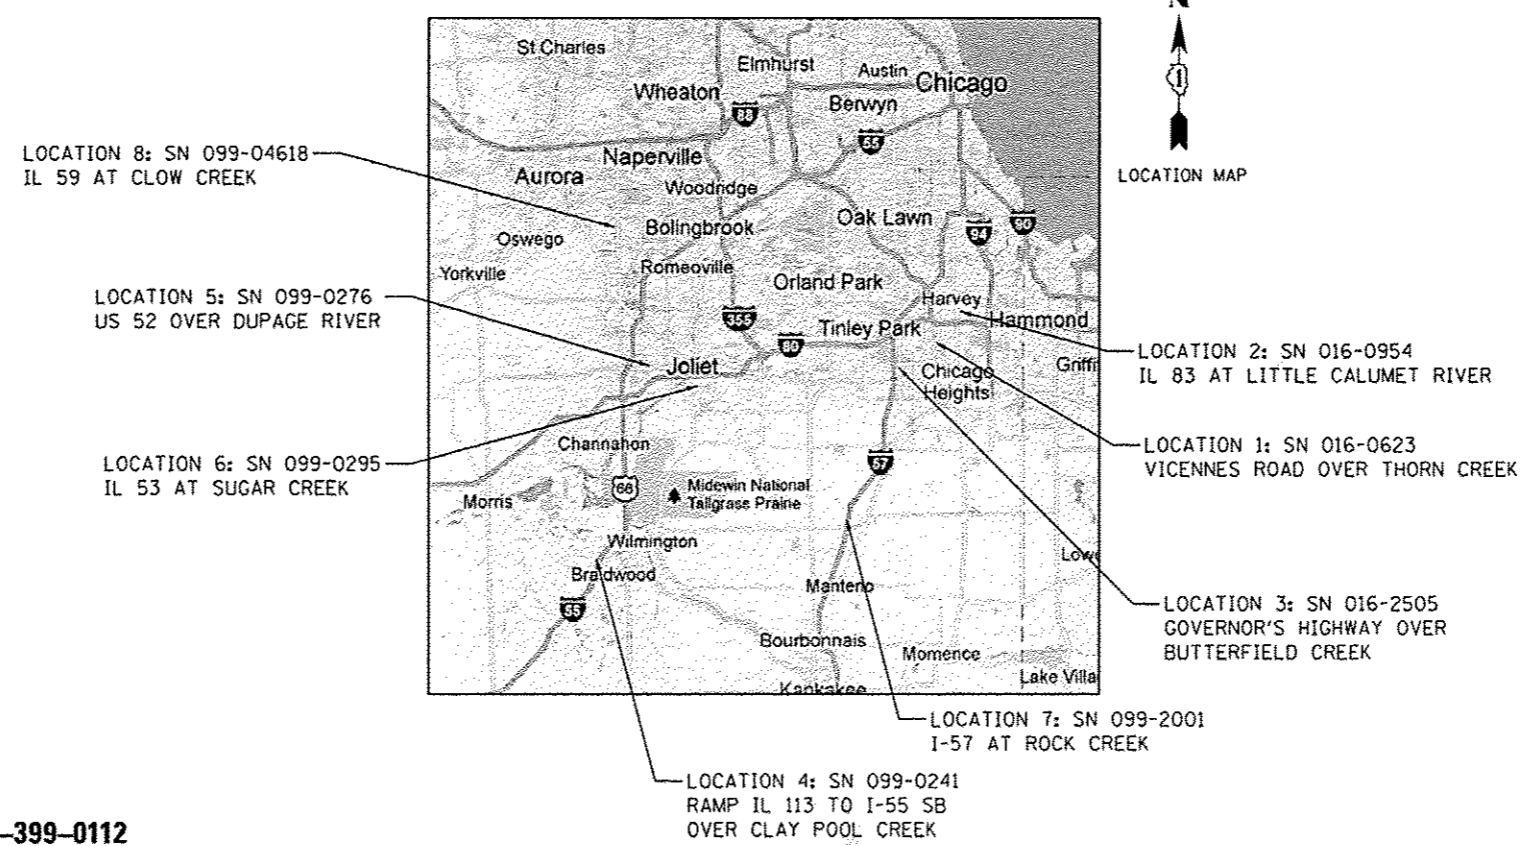 N
1
LOCATION MAP
LOCATION 8: SN 099-04618
IL 59 AT CLOW CREEK
LOCATION 5: SN 099-0276
US 52 OVER DUPAGE RIVER
LOCATION 6: SN 099-0295
IL 53 AT SUGAR CREEK
St Charles
Elmhurst
Austin
Chicago
Wheaton
88
Berwyn
55
Naperville
Aurora
Woodridge
Oak Lawn
Bolingbrook
94
90
Oswego
Yorkville
Romeoville
Orland Park
Harvey
355
Tinley Park
Hammond
80
Joliet
Chicago
Heights
Griff
Channahon
57
66
Midewin National
Tallgrass Prairie
Morris
Wilmington
Lowe
Braidwood
Manteno
55
Bourbonnais
Momence
Kankakee
Lake Villa
LOCATION 2: SN 016-0954
IL 83 AT LITTLE CALUMET RIVER
LOCATION 1: SN 016-0623
VICENNES ROAD OVER THORN CREEK
LOCATION 3: SN 016-2505
GOVERNOR'S HIGHWAY OVER
BUTTERFIELD CREEK
LOCATION 7: SN 099-2001
I-57 AT ROCK CREEK
LOCATION 4: SN 099-0241
RAMP IL 113 TO I-55 SB
OVER CLAY POOL CREEK
–399–0112